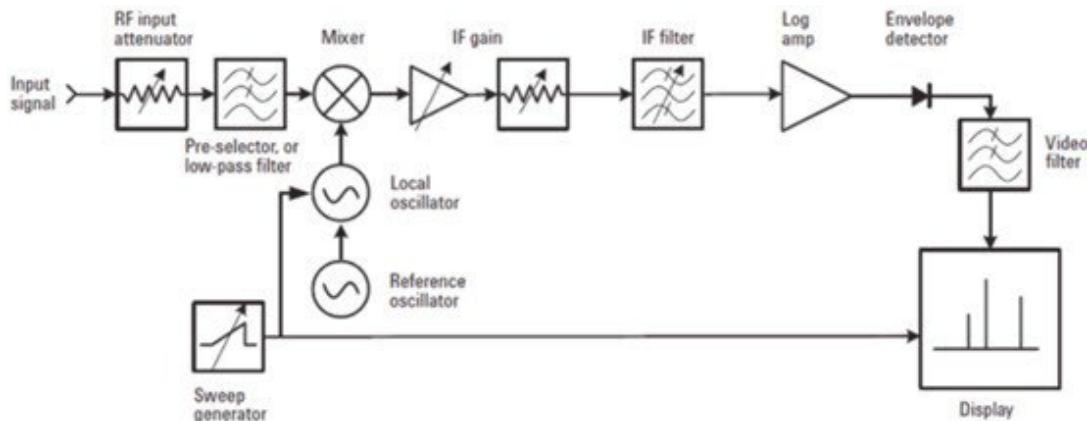 RF input
attenuator
Mixer
IF gain
IF filter
Log
amp
Envelope
detector
Input
signal
Pre-selector, or
low-pass filter
Video
filter
Local
oscillator
Reference
oscillator
Sweep
generator
Display